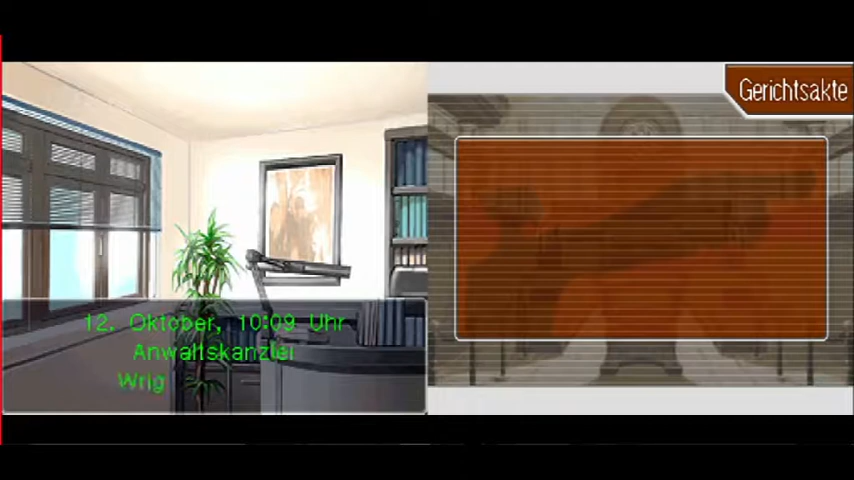 Gerichtsakte
12. Oktober, 10:09 Uhr
Anwaltskanzlei
Wrig